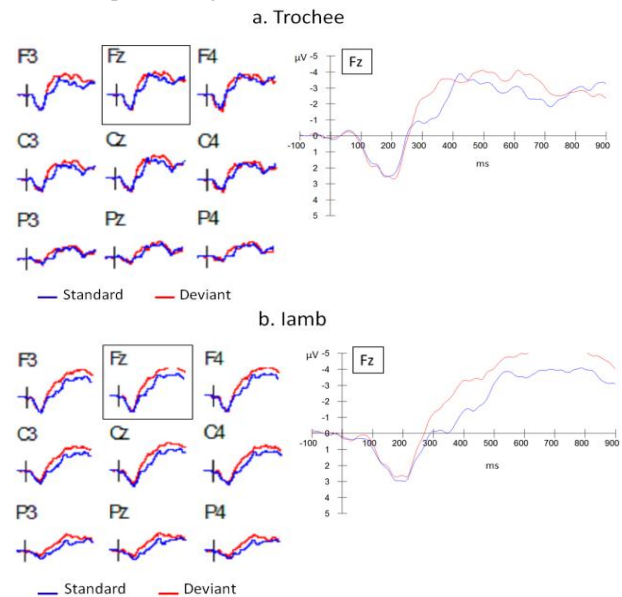 a. Trochee
F3 Fz F4
C3 Cz C4
P3 Pz P4
Standard Deviant
µV -5 Fz
-4
-3
-2
-1
0
-100 0 100 200 300 400 500 600 700 800 900
1 ms
2
3
4
5
b. Iamb
F3 Fz F4
C3 Cz C4
P3 Pz P4
Standard Deviant
µV -5 Fz
-4
-3
-2
-1
0
-100 0 100 200 300 400 500 600 700 800 900
1
2 ms
3
4
5